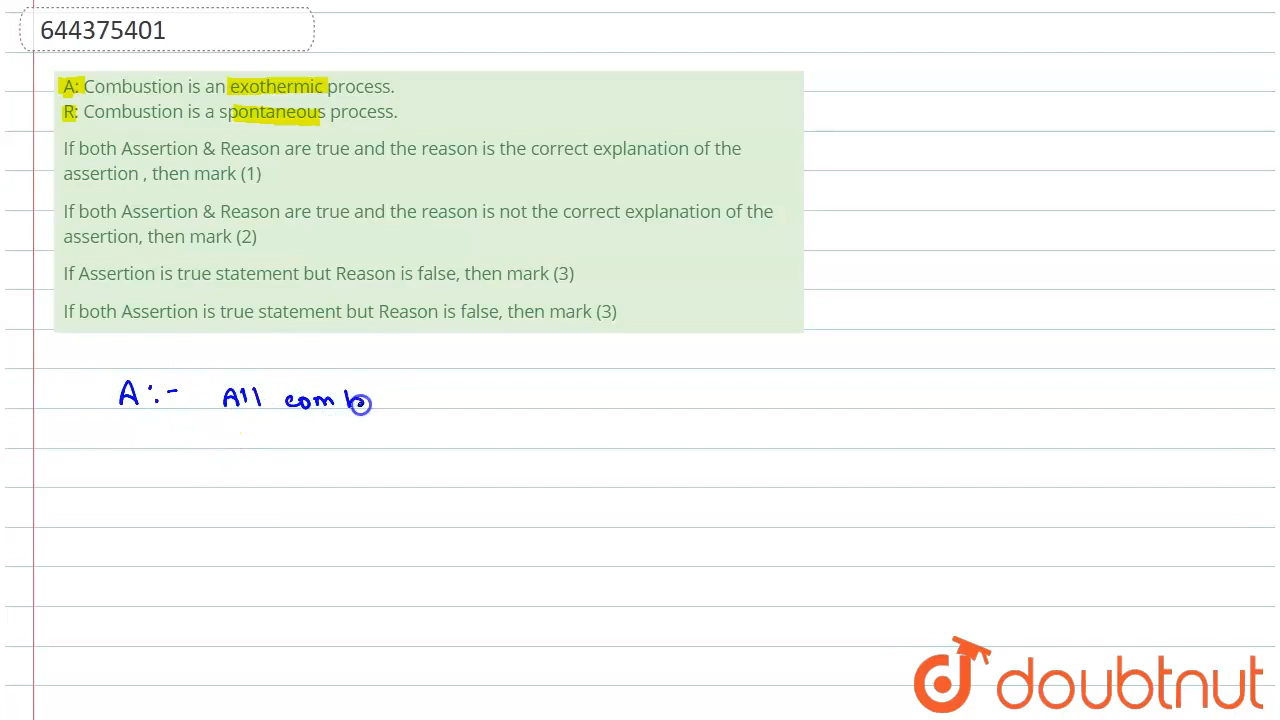 644375401
A: Combustion is an exothermic process.
R: Combustion is a spontaneous process.
If both Assertion & Reason are true and the reason is the correct explanation of the
assertion , then mark (1)
If both Assertion & Reason are true and the reason is not the correct explanation of the
assertion, then mark (2)
If Assertion is true statement but Reason is false, then mark (3)
If both Assertion is true statement but Reason is false, then mark (3)
A :- All comb
doubtnut